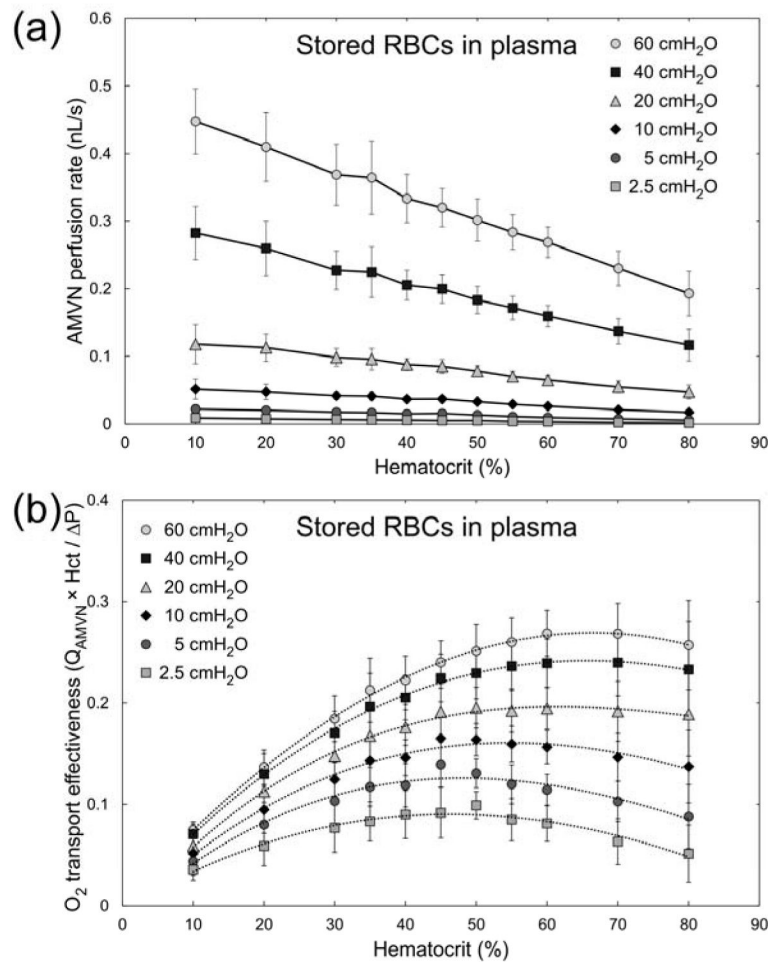 (a)
Stored RBCs in plasma
60 cmH₂O
40 cmH₂O
20 cmH₂O
10 cmH₂O
5 cmH₂O
2.5 cmH₂O
AMVN perfusion rate (nL/s)
0.6
0.5
0.4
0.3
0.2
0.1
0
0 10 20 30 40 50 60 70 80 90
Hematocrit (%)
(b)
Stored RBCs in plasma
60 cmH₂O
40 cmH₂O
20 cmH₂O
10 cmH₂O
5 cmH₂O
2.5 cmH₂O
O₂ transport effectiveness (Q_AMVN × Hct / ΔP)
0.4
0.3
0.2
0.1
0
0 10 20 30 40 50 60 70 80 90
Hematocrit (%)